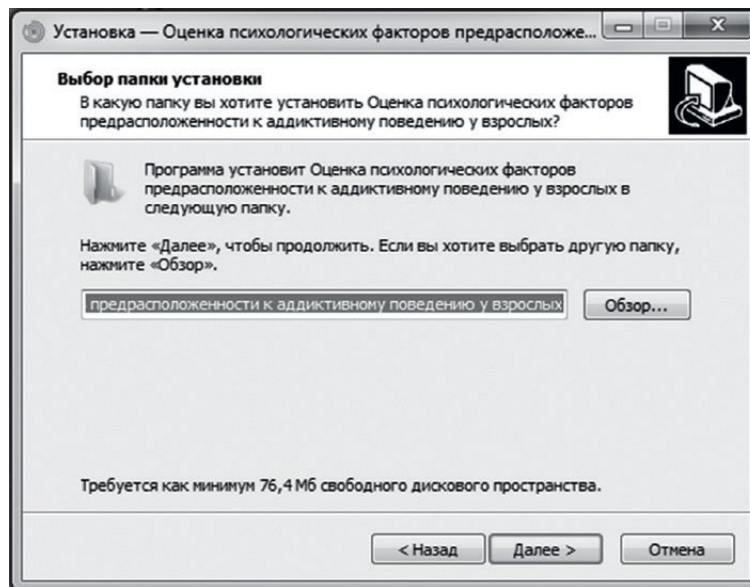 Установка — Оценка психологических факторов предрасположе...
Выбор папки установки
В какую папку вы хотите установить Оценка психологических факторов
предрасположенности к аддиктивному поведению у взрослых?
Программа установит Оценка психологических факторов
предрасположенности к аддиктивному поведению у взрослых в
следующую папку.
Нажмите «Далее», чтобы продолжить. Если вы хотите выбрать другую папку,
нажмите «Обзор».
предрасположенности к аддиктивному поведению у взрослых
Обзор...
Требуется как минимум 76,4 Мб свободного дискового пространства.
< Назад
Далее >
Отмена